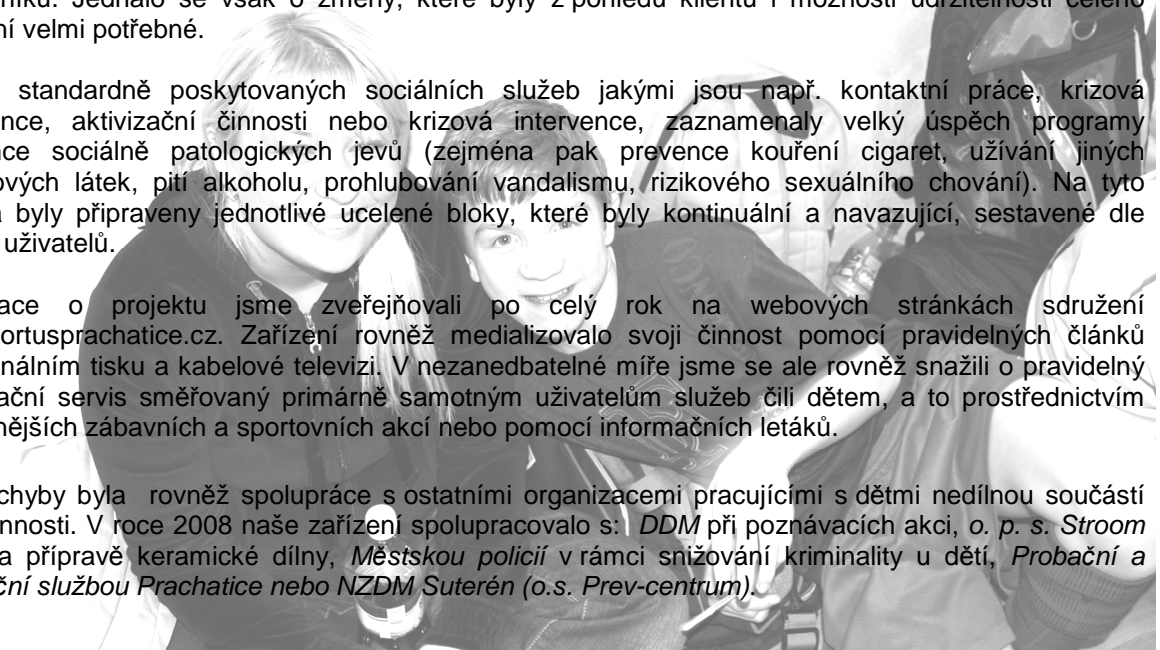 níků. Jednalo se však o změny, které byly z pohledu klientů i možnosti udržitelnosti celého
ní velmi potřebné.
standardně poskytovaných sociálních služeb jakými jsou např. kontaktní práce, krizová
nce, aktivizační činnosti nebo krizová intervence, zaznamenaly velký úspěch programy
nce sociálně patologických jevů (zejména pak prevence kouření cigaret, užívání jiných
ových látek, pití alkoholu, prohlubování vandalismu, rizikového sexuálního chování). Na tyto
byly připraveny jednotlivé ucelené bloky, které byly kontinuální a navazující, sestavené dle
uživatelů.
ace o projektu jsme zveřejňovali po celý rok na webových stránkách sdružení
ortusprachatice.cz. Zařízení rovněž medializovalo svoji činnost pomocí pravidelných článků
nálním tisku a kabelové televizi. V nezanedbatelné míře jsme se ale rovněž snažili o pravidelný
ační servis směřovaný primárně samotným uživatelům služeb čili dětem, a to prostřednictvím
nějších zábavních a sportovních akcí nebo pomocí informačních letáků.
chyby byla rovněž spolupráce s ostatními organizacemi pracujícími s dětmi nedílnou součástí
nnosti. V roce 2008 naše zařízení spolupracovalo s: DDM při poznávacích akci, o. p. s. Stroom
a přípravě keramické dílny, Městskou policií v rámci snižování kriminality u dětí, Probační a
ční službou Prachatice nebo NZDM Suterén (o.s. Prev-centrum).